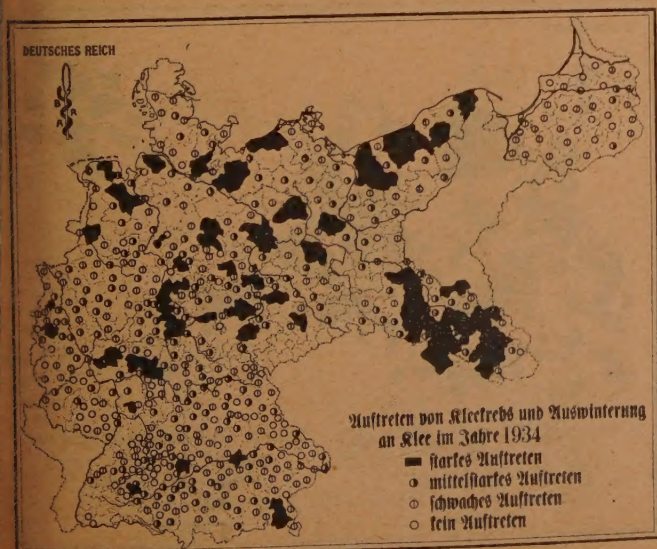 DEUTSCHES REICH
Auftreten von Kleekrebs und Auswinterung
an Klee im Jahre 1934
starkes Auftreten
mittelstarkes Auftreten
schwaches Auftreten
kein Auftreten